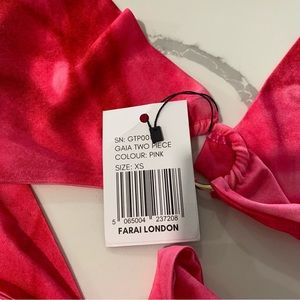 SN: GTP00
GAIA TWO PIECE
COLOUR: PINK
SIZE: XS
5 065004 237208
FARAI LONDON